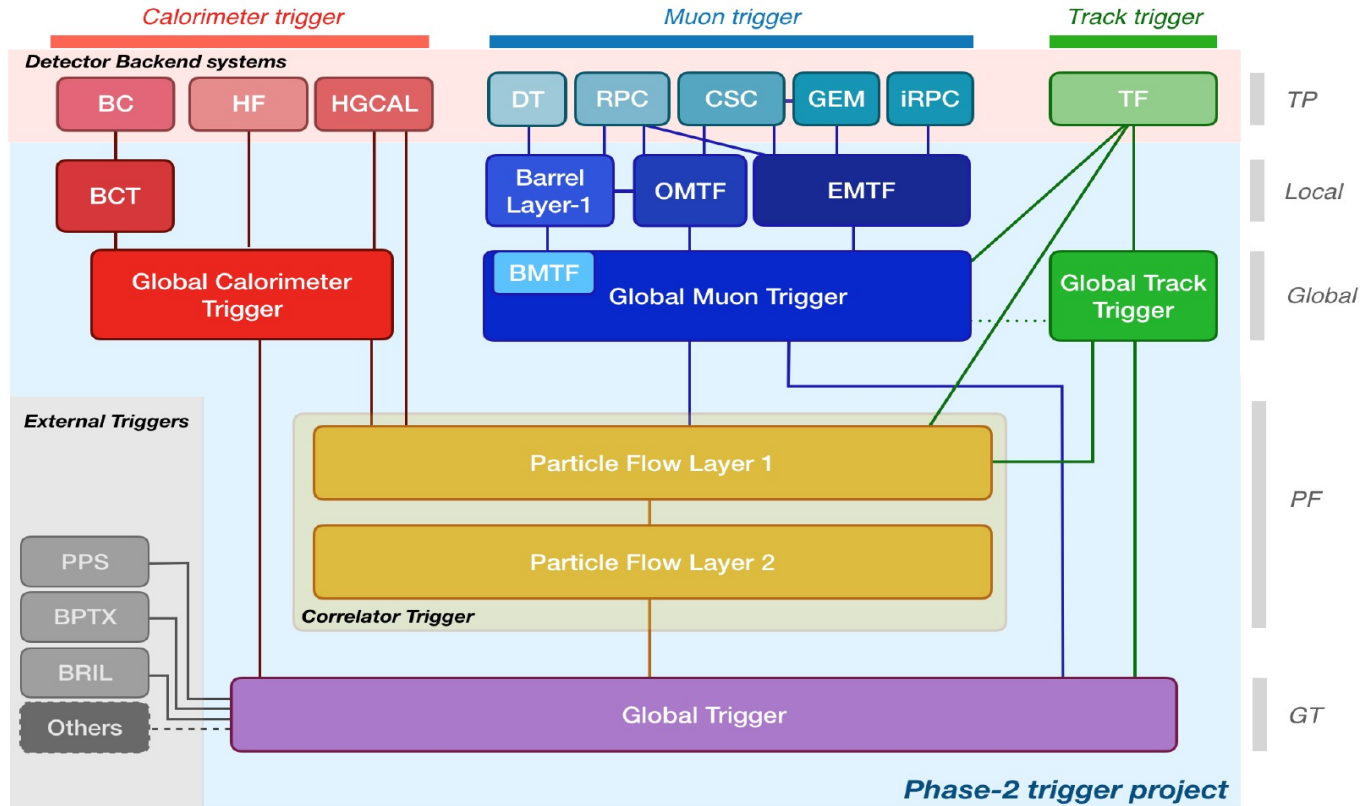 Calorimeter trigger
Muon trigger
Track trigger
Detector Backend systems
BC
HF
HGCAL
DT
RPC
CSC
GEM
iRPC
TF
TP
BCT
Barrel
Layer-1
OMTF
EMTF
Local
Global Calorimeter
Trigger
BMTF
Global Muon Trigger
Global Track
Trigger
Global
External Triggers
Particle Flow Layer 1
Particle Flow Layer 2
Correlator Trigger
PF
PPS
BPTX
BRIL
Others
Global Trigger
GT
Phase-2 trigger project